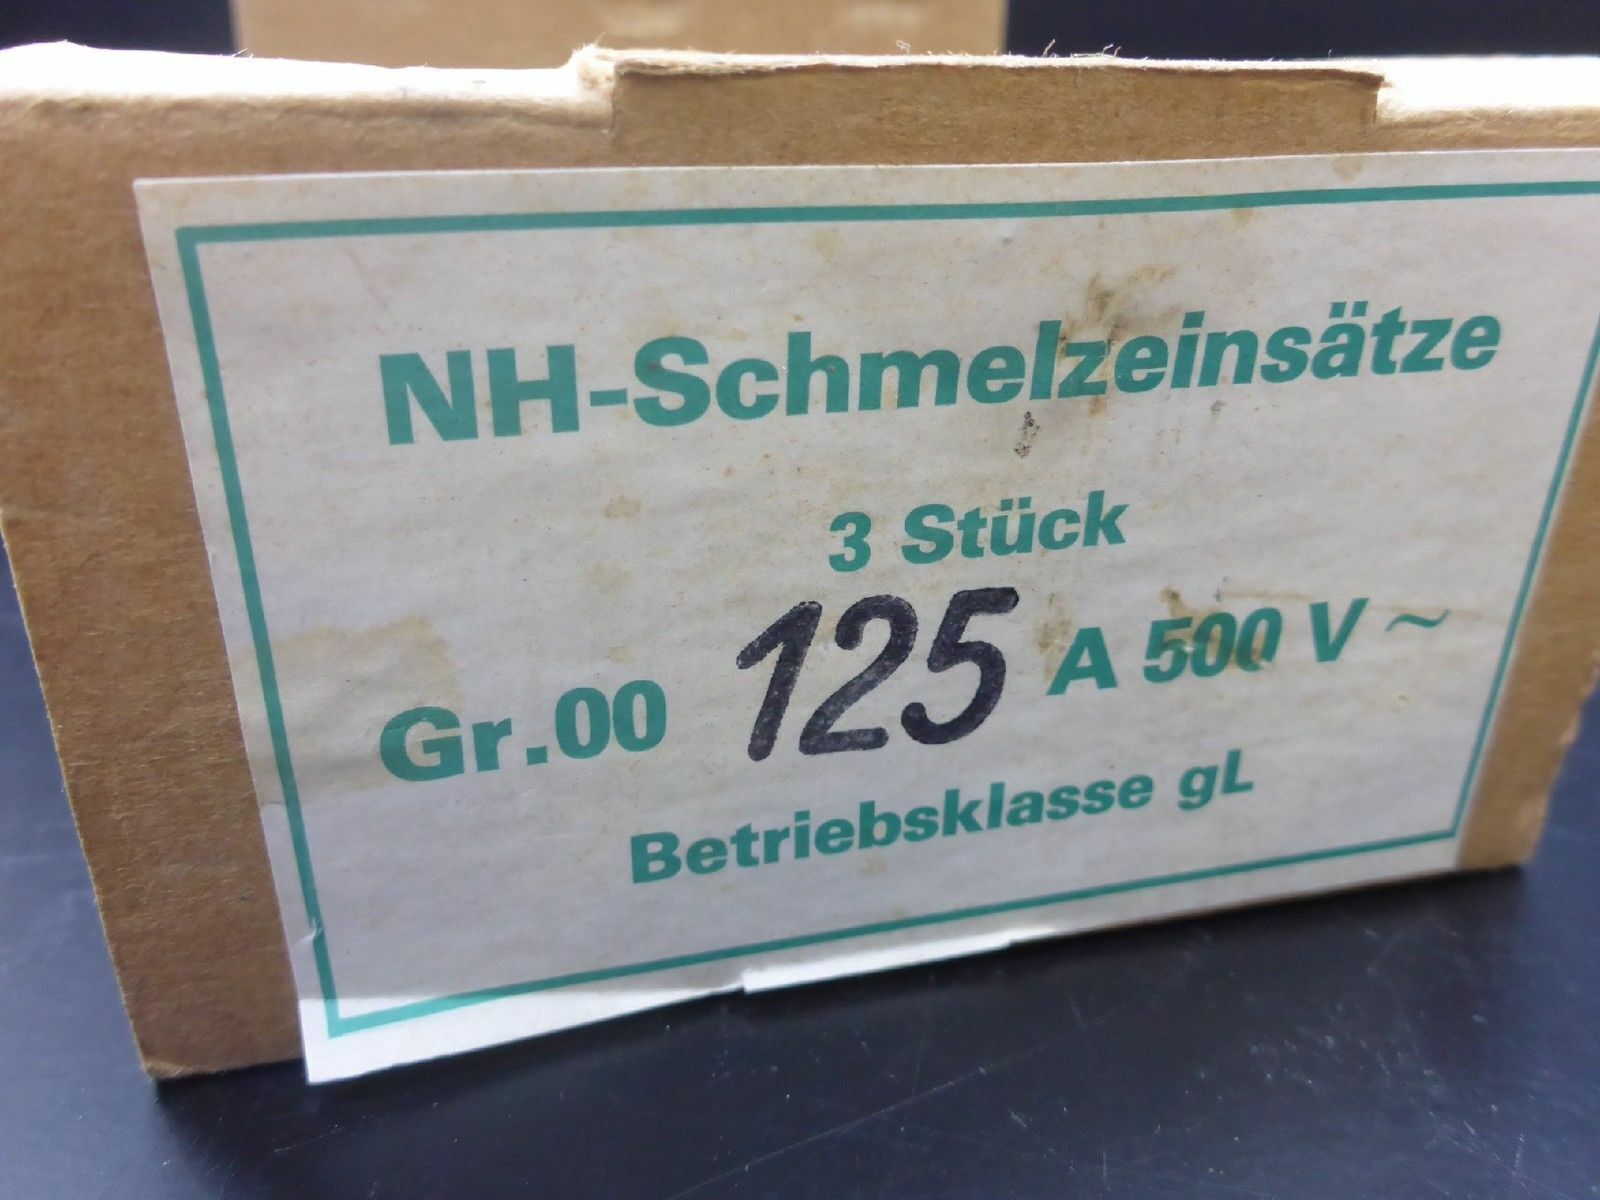 NH-Schmelzeinsätze
3 Stück
Gr.00 125 A 500 V ~
Betriebsklasse gL